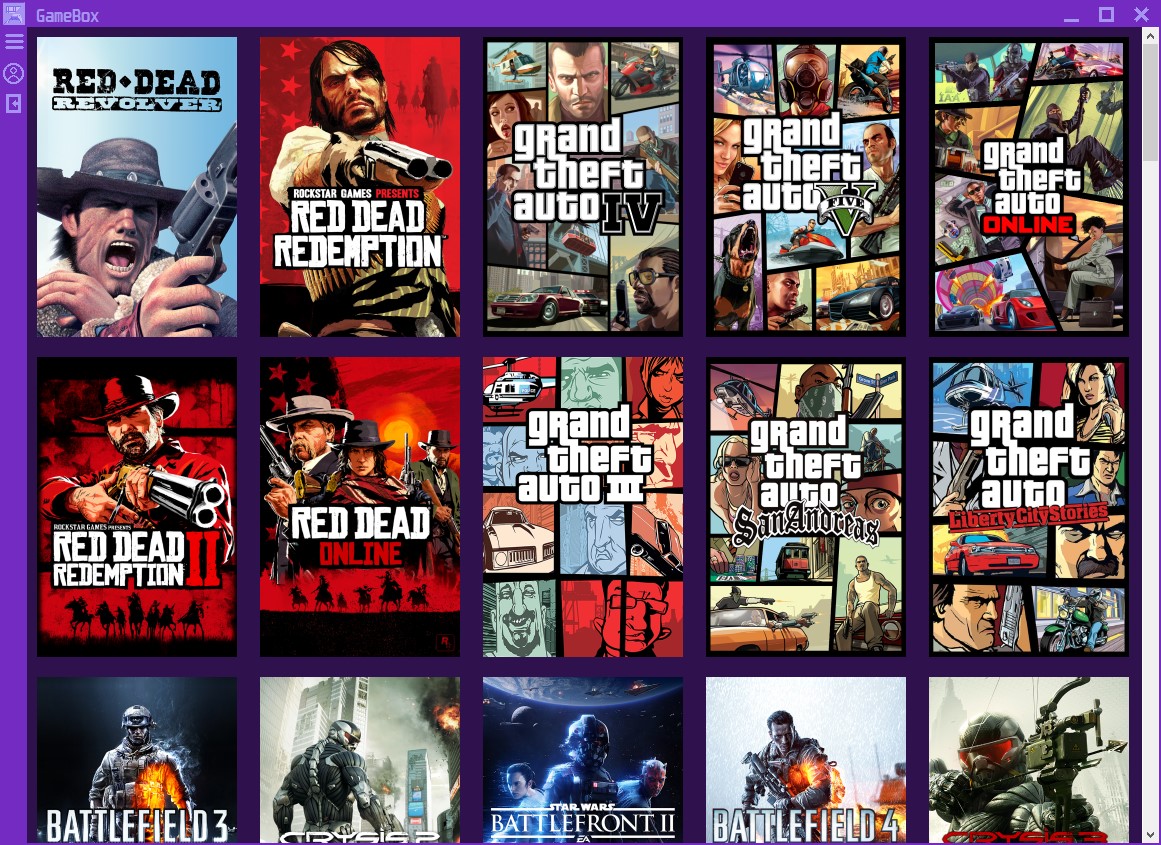 GameBox
RED DEAD
REVOLVER
ROCKSTAR GAMES PRESENTS
RED DEAD
REDEMPTION
grand
theft
auto IV
grand
theft
auto V
FIVE
grand
theft
auto
ONLINE
ROCKSTAR GAMES PRESENTS
RED DEAD
REDEMPTION II
RED DEAD
ONLINE
R
grand
theft
auto III
grand
theft
auto
San Andreas
grand
theft
auto
Liberty City Stories
BATTLEFIELD 3
CRYSIS 2
STAR WARS
BATTLEFRONT II
EA
BATTLEFIELD 4
CRYSIS 3